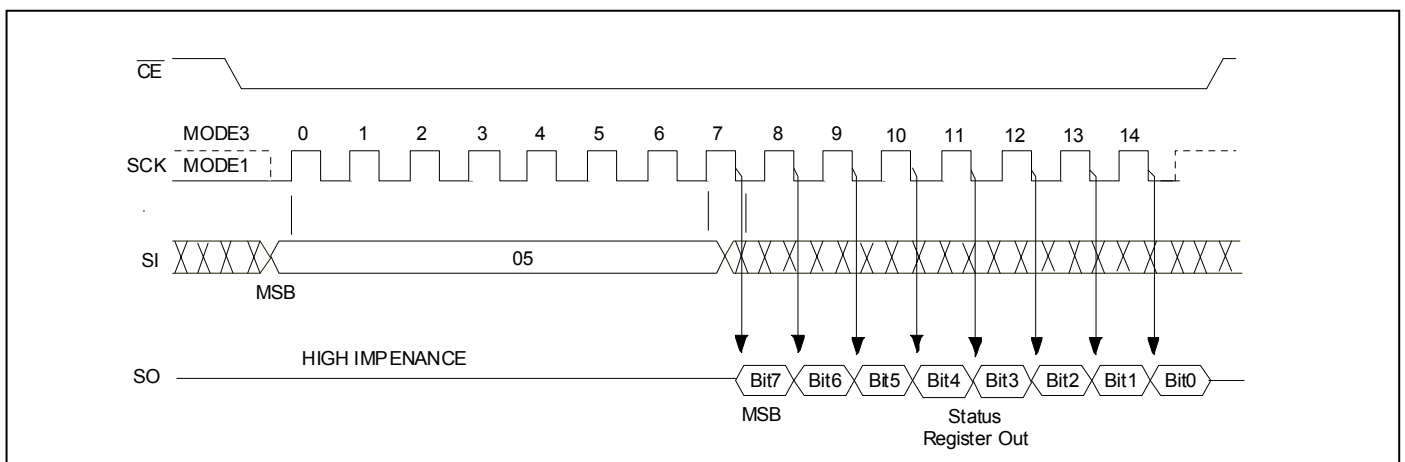 CE
MODE3 0 1 2 3 4 5 6 7 8 9 10 11 12 13 14
SCK MODE1
SI 05
MSB
HIGH IMPENANCE
SO Bit7 Bit6 Bit5 Bit4 Bit3 Bit2 Bit1 Bit0
MSB Status
Register Out